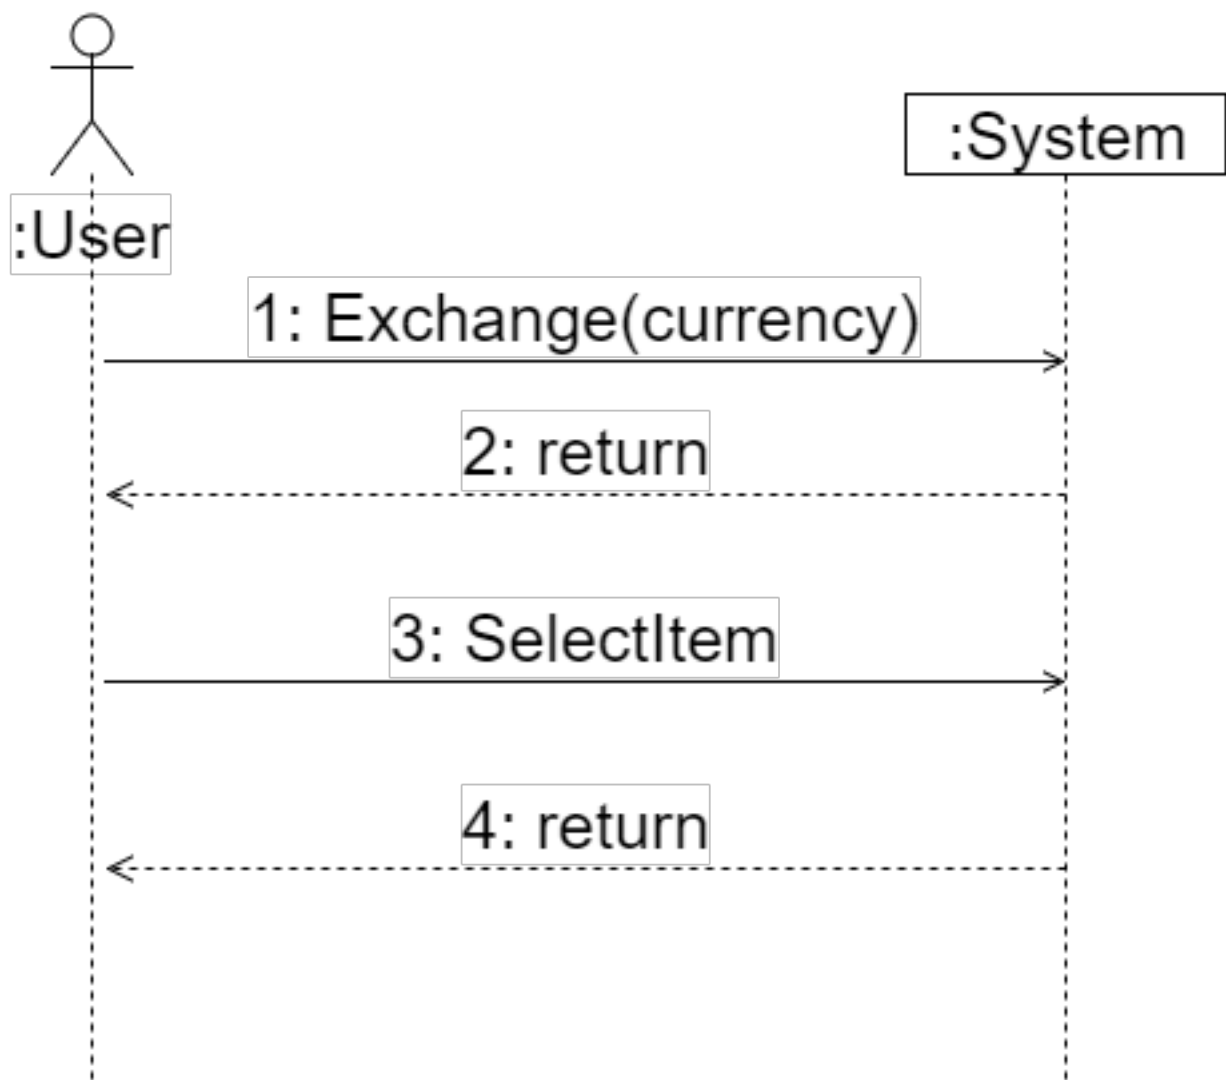 :System
:User
1: Exchange(currency)
2: return
3: SelectItem
4: return